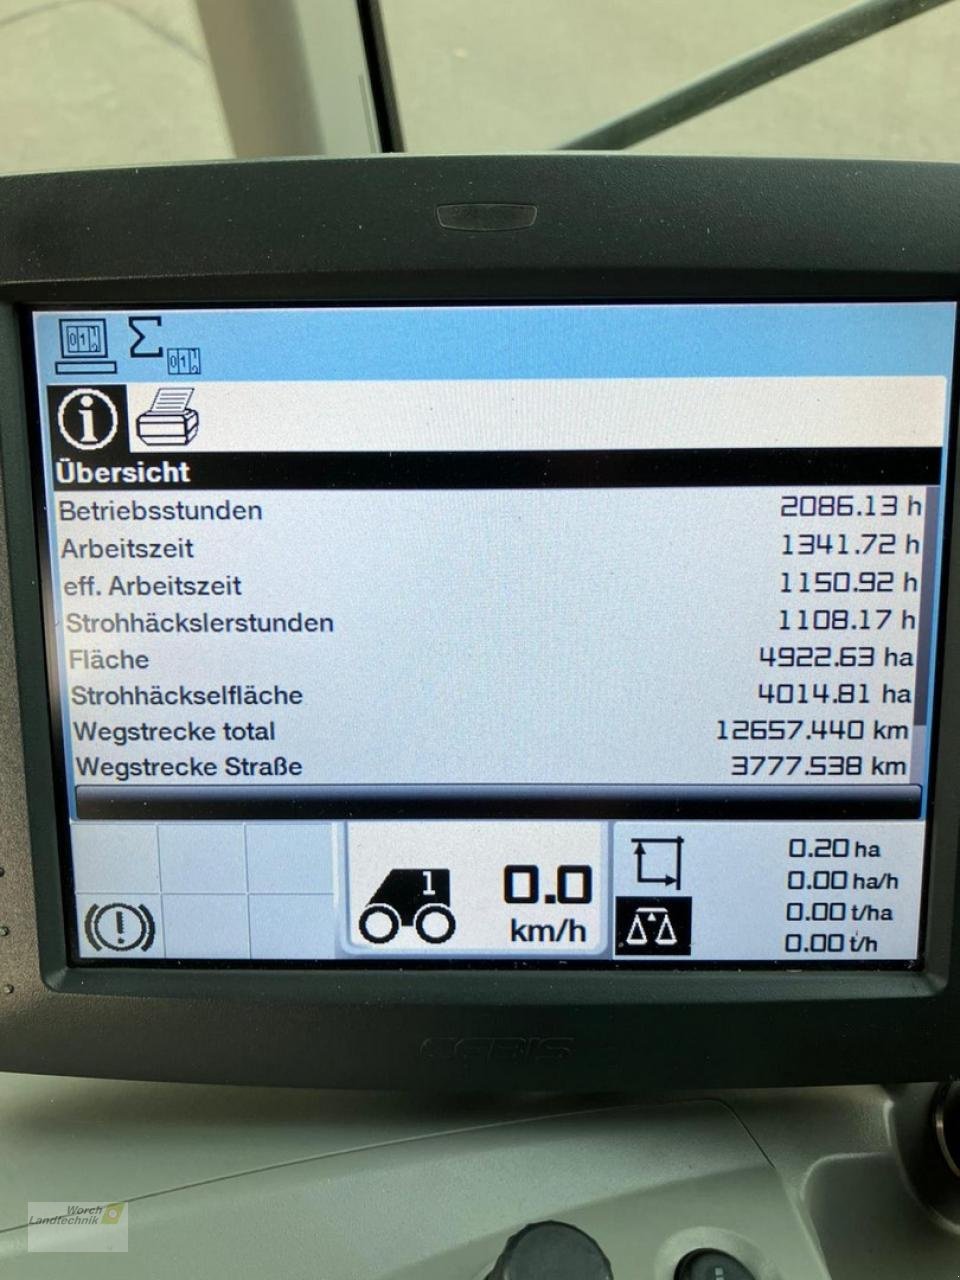 Übersicht
Betriebsstunden 2086.13 h
Arbeitszeit 1341.72 h
eff. Arbeitszeit 1150.92 h
Strohhäckslerstunden 1108.17 h
Fläche 4922.63 ha
Strohhäckselfläche 4014.81 ha
Wegstrecke total 12657.440 km
Wegstrecke Straße 3777.538 km
1
0.0
km/h
0.20 ha
0.00 ha/h
0.00 t/ha
0.00 t/h
CEBIS
Worch
Landtechnik